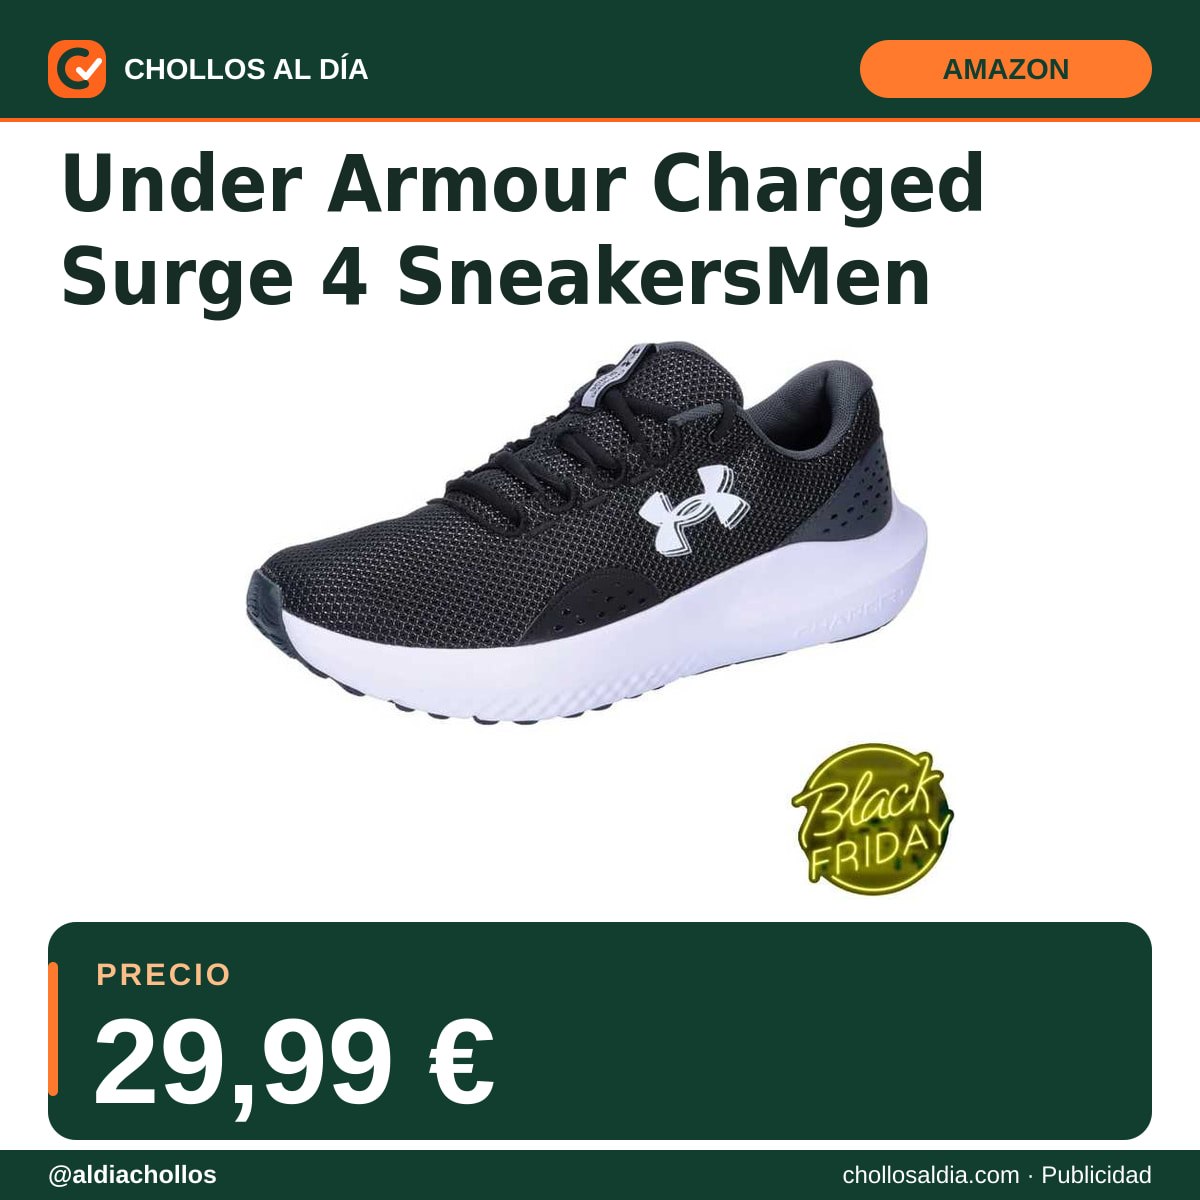 CHOLLOS AL DÍA
AMAZON
Under Armour Charged
Surge 4 SneakersMen
CHARGED
Black
FRIDAY
PRECIO
29,99 €
@aldiachollos
chollosaldia.com · Publicidad